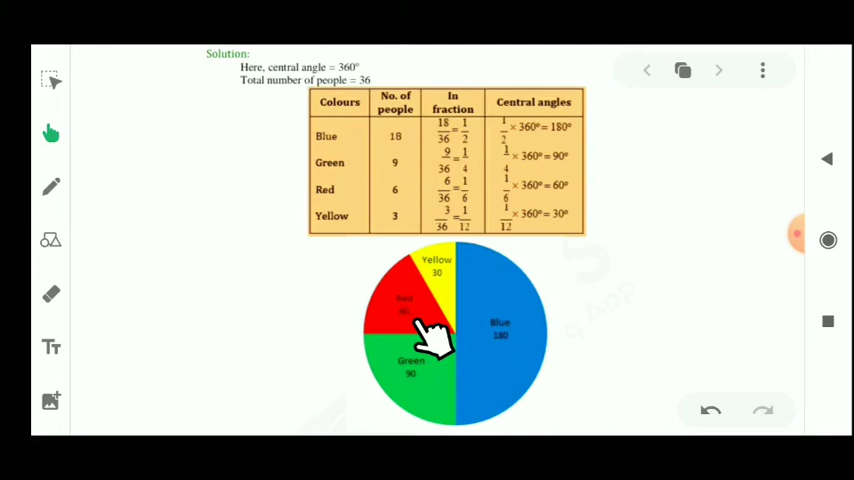 Solution:
Here, central angle = 360°
Total number of people = 36
Colours No. of people In fraction Central angles
Blue 18 18/36 = 1/2 1/2 × 360° = 180°
Green 9 9/36 = 1/4 1/4 × 360° = 90°
Red 6 6/36 = 1/6 1/6 × 360° = 60°
Yellow 3 3/36 = 1/12 1/12 × 360° = 30°
Yellow
30
Red
60
Blue
180
Green
90
Tт